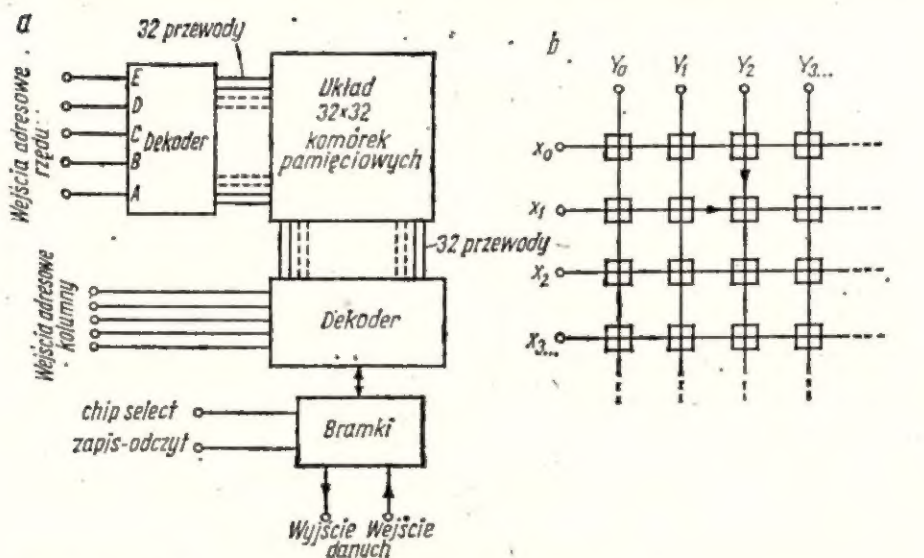 a
32 przewody
Wejścia adresowe
rzędu
E
D
C
B
A
Dekoder
Układ
32×32
komórek
pamięciowych
32 przewody
Wejścia adresowe
kolumny
Dekoder
chip select
zapis-odczyt
Bramki
Wyjście Wejście
danych
b
Y0 Y1 Y2 Y3...
X0
X1
X2
X3...